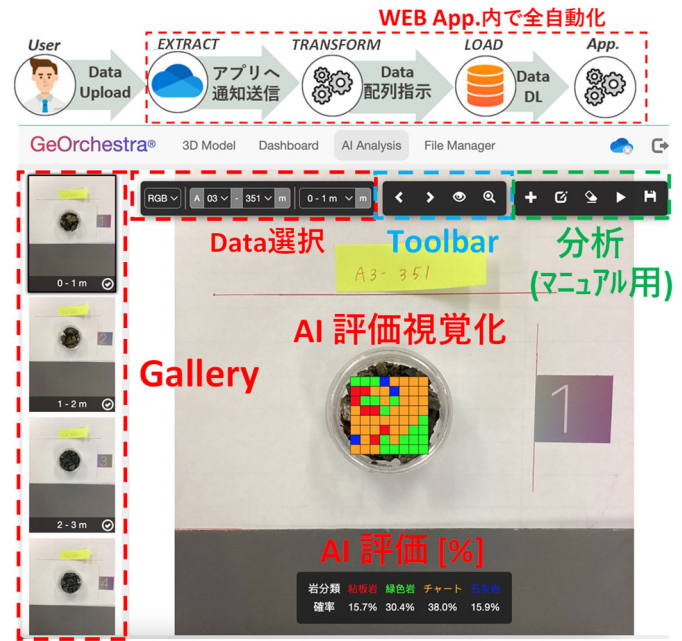 WEB App.内で全自動化
User
EXTRACT
TRANSFORM
LOAD
App.
Data
Upload
アプリへ
通知送信
Data
配列指示
Data
DL
GeOrchestra®
3D Model
Dashboard
AI Analysis
File Manager
RGB
A 03 - 351 m
0 - 1 m
Data選択
Toolbar
分析
(マニュアル用)
A3-351
AI 評価視覚化
Gallery
1
0 - 1 m
2
1 - 2 m
3
2 - 3 m
4
1
AI 評価 [%]
岩分類 粘板岩 緑色岩 チャート 石灰岩
確率 15.7% 30.4% 38.0% 15.9%